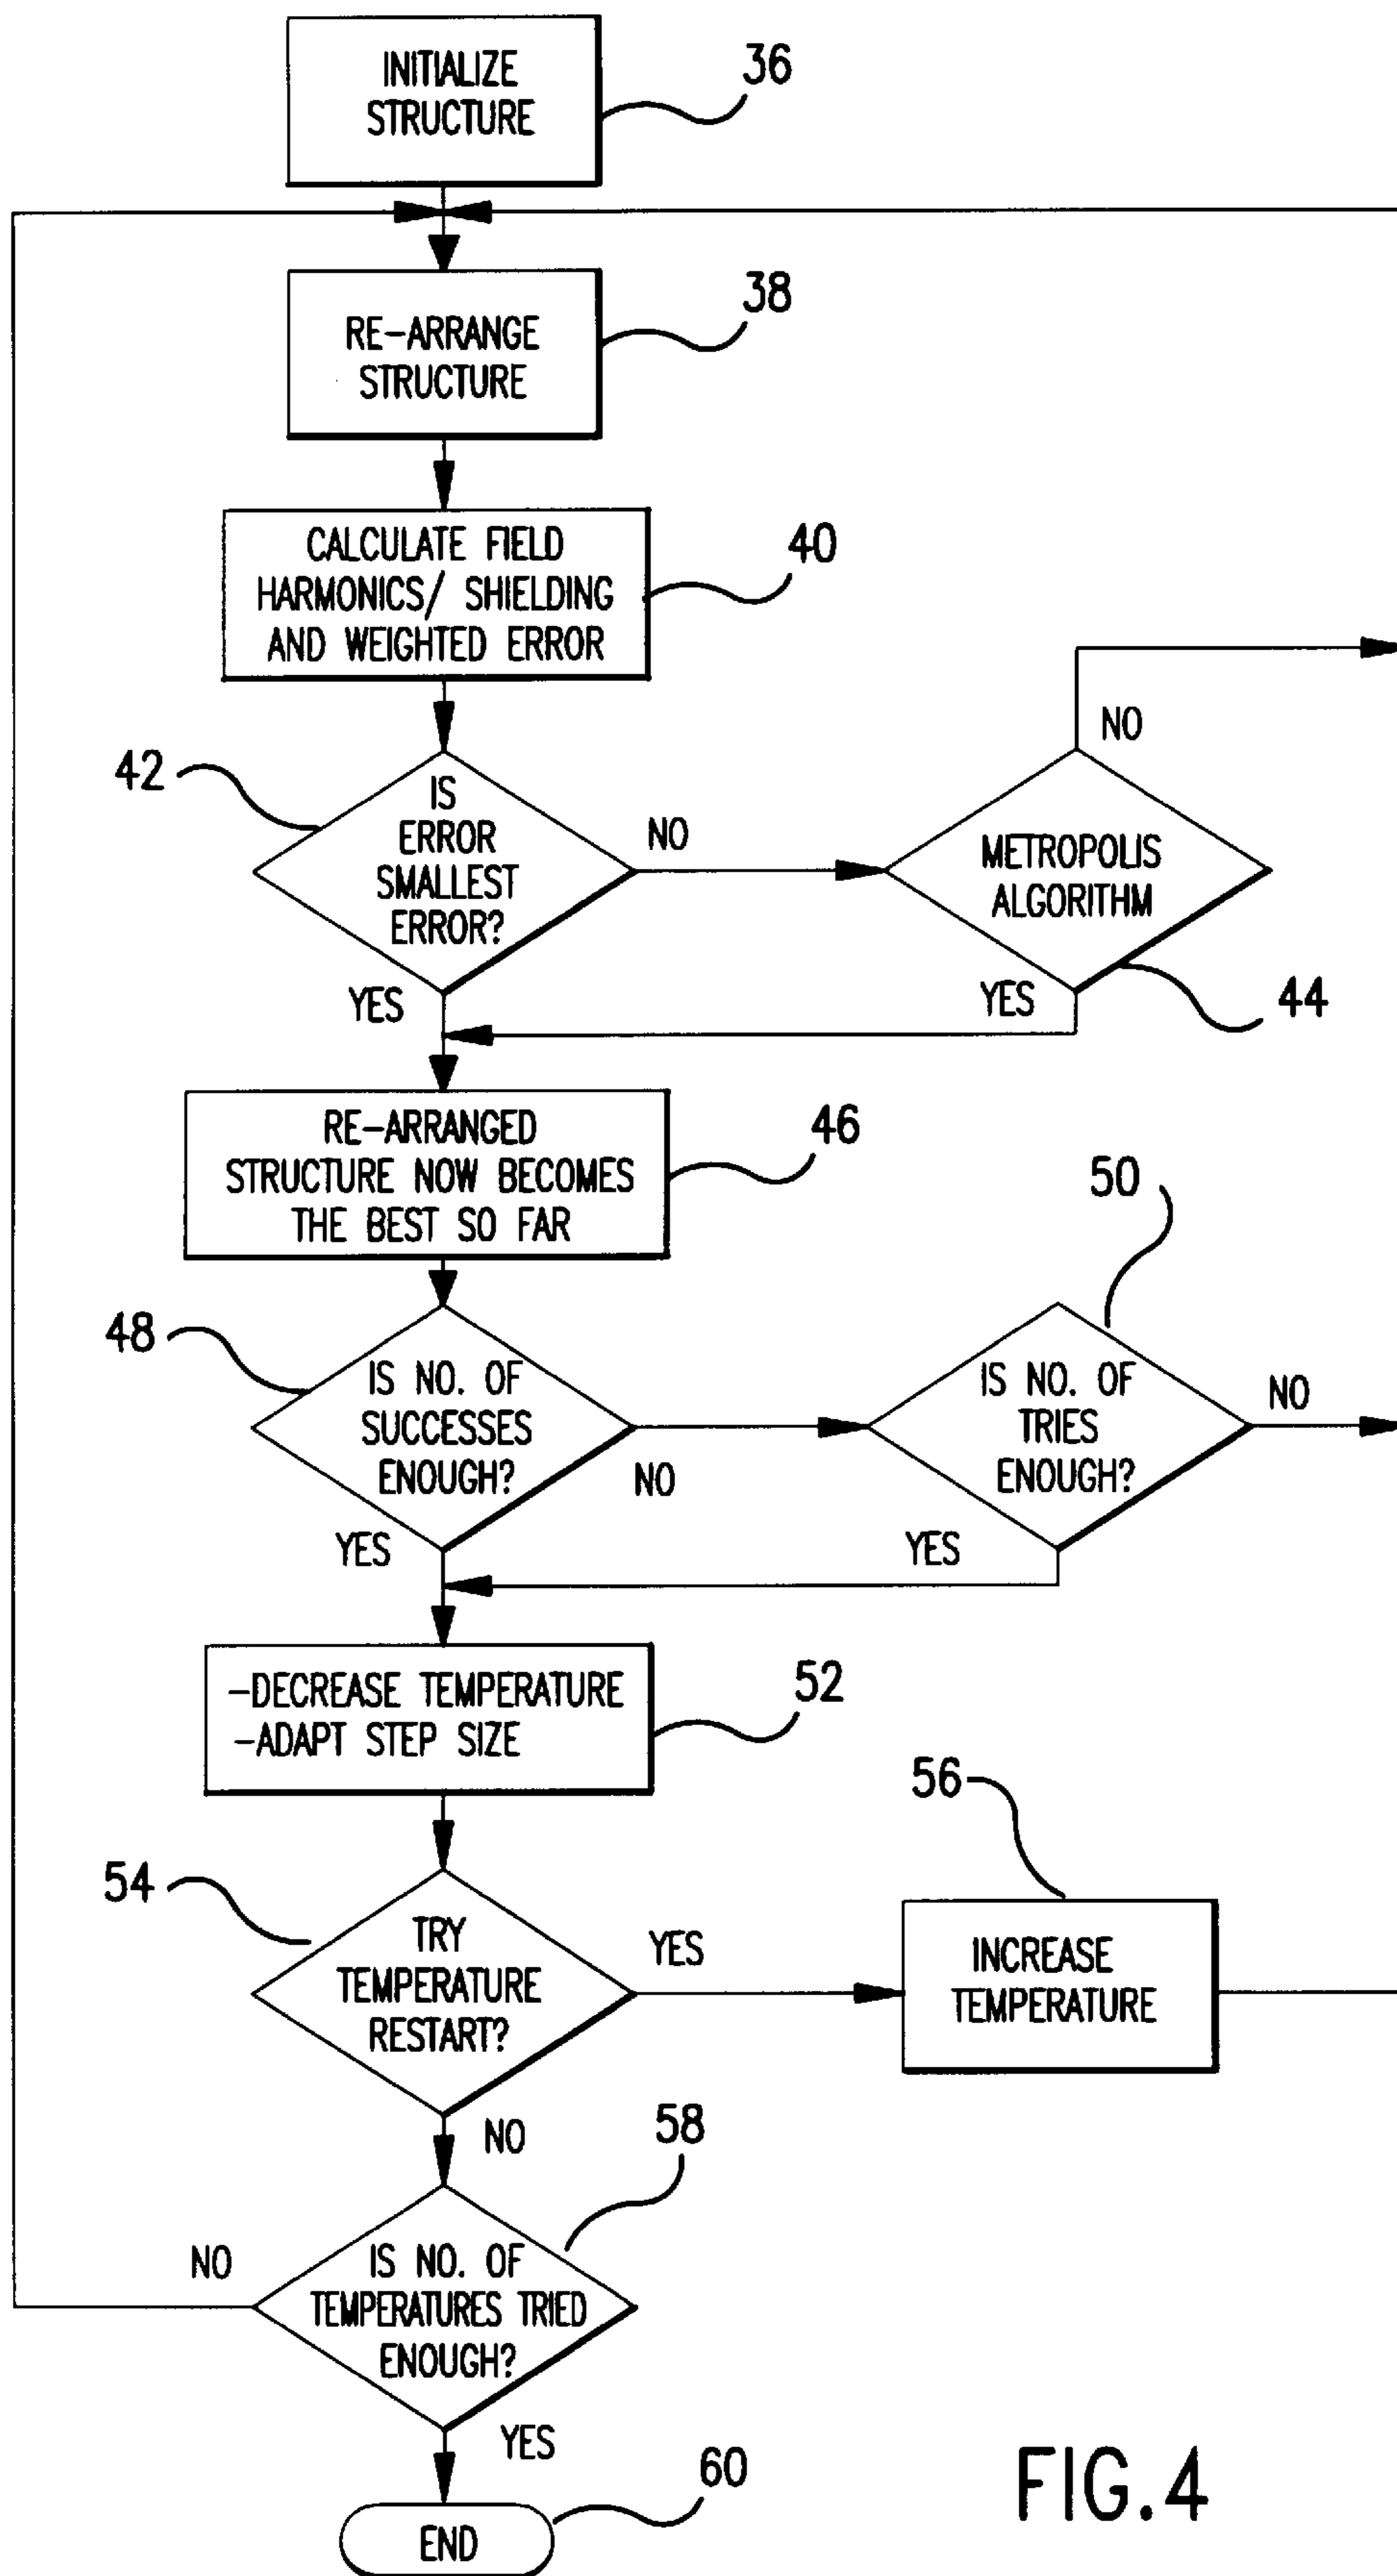 INITIALIZE
STRUCTURE
36
RE-ARRANGE
STRUCTURE
38
CALCULATE FIELD
HARMONICS/ SHIELDING
AND WEIGHTED ERROR
40
42
IS
ERROR
SMALLEST
ERROR?
NO
YES
METROPOLIS
ALGORITHM
NO
YES
44
RE-ARRANGED
STRUCTURE NOW BECOMES
THE BEST SO FAR
46
48
IS NO. OF
SUCCESSES
ENOUGH?
NO
YES
50
IS NO. OF
TRIES
ENOUGH?
NO
YES
-DECREASE TEMPERATURE
-ADAPT STEP SIZE
52
54
TRY
TEMPERATURE
RESTART?
YES
NO
56
INCREASE
TEMPERATURE
58
IS NO. OF
TEMPERATURES TRIED
ENOUGH?
NO
YES
END
60
FIG.4